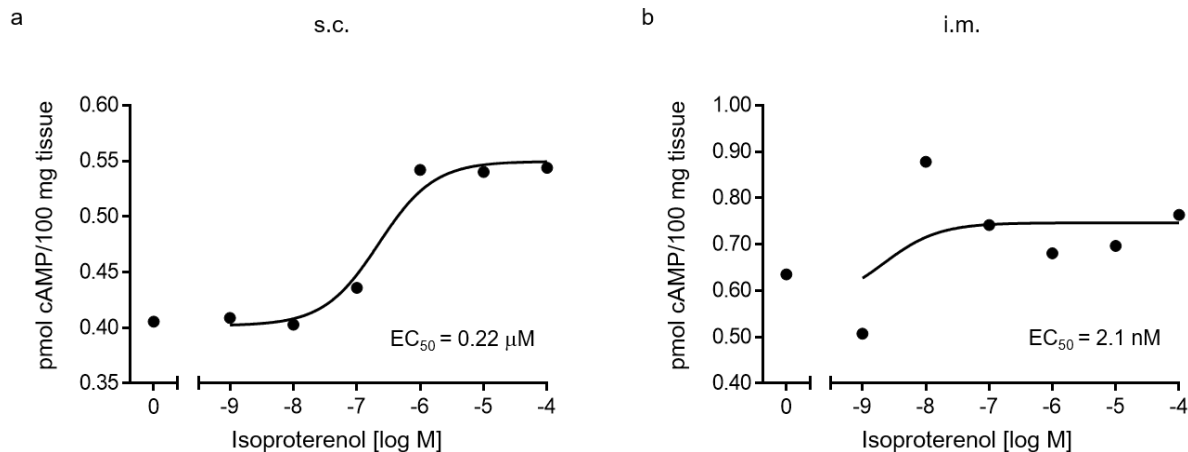 a
s.c.
pmol cAMP/100 mg tissue
0.60
0.55
0.50
0.45
0.40
0.35
EC₅₀ = 0.22 μM
0 -9 -8 -7 -6 -5 -4
Isoproterenol [log M]
b
i.m.
pmol cAMP/100 mg tissue
1.00
0.90
0.80
0.70
0.60
0.50
0.40
EC₅₀ = 2.1 nM
0 -9 -8 -7 -6 -5 -4
Isoproterenol [log M]